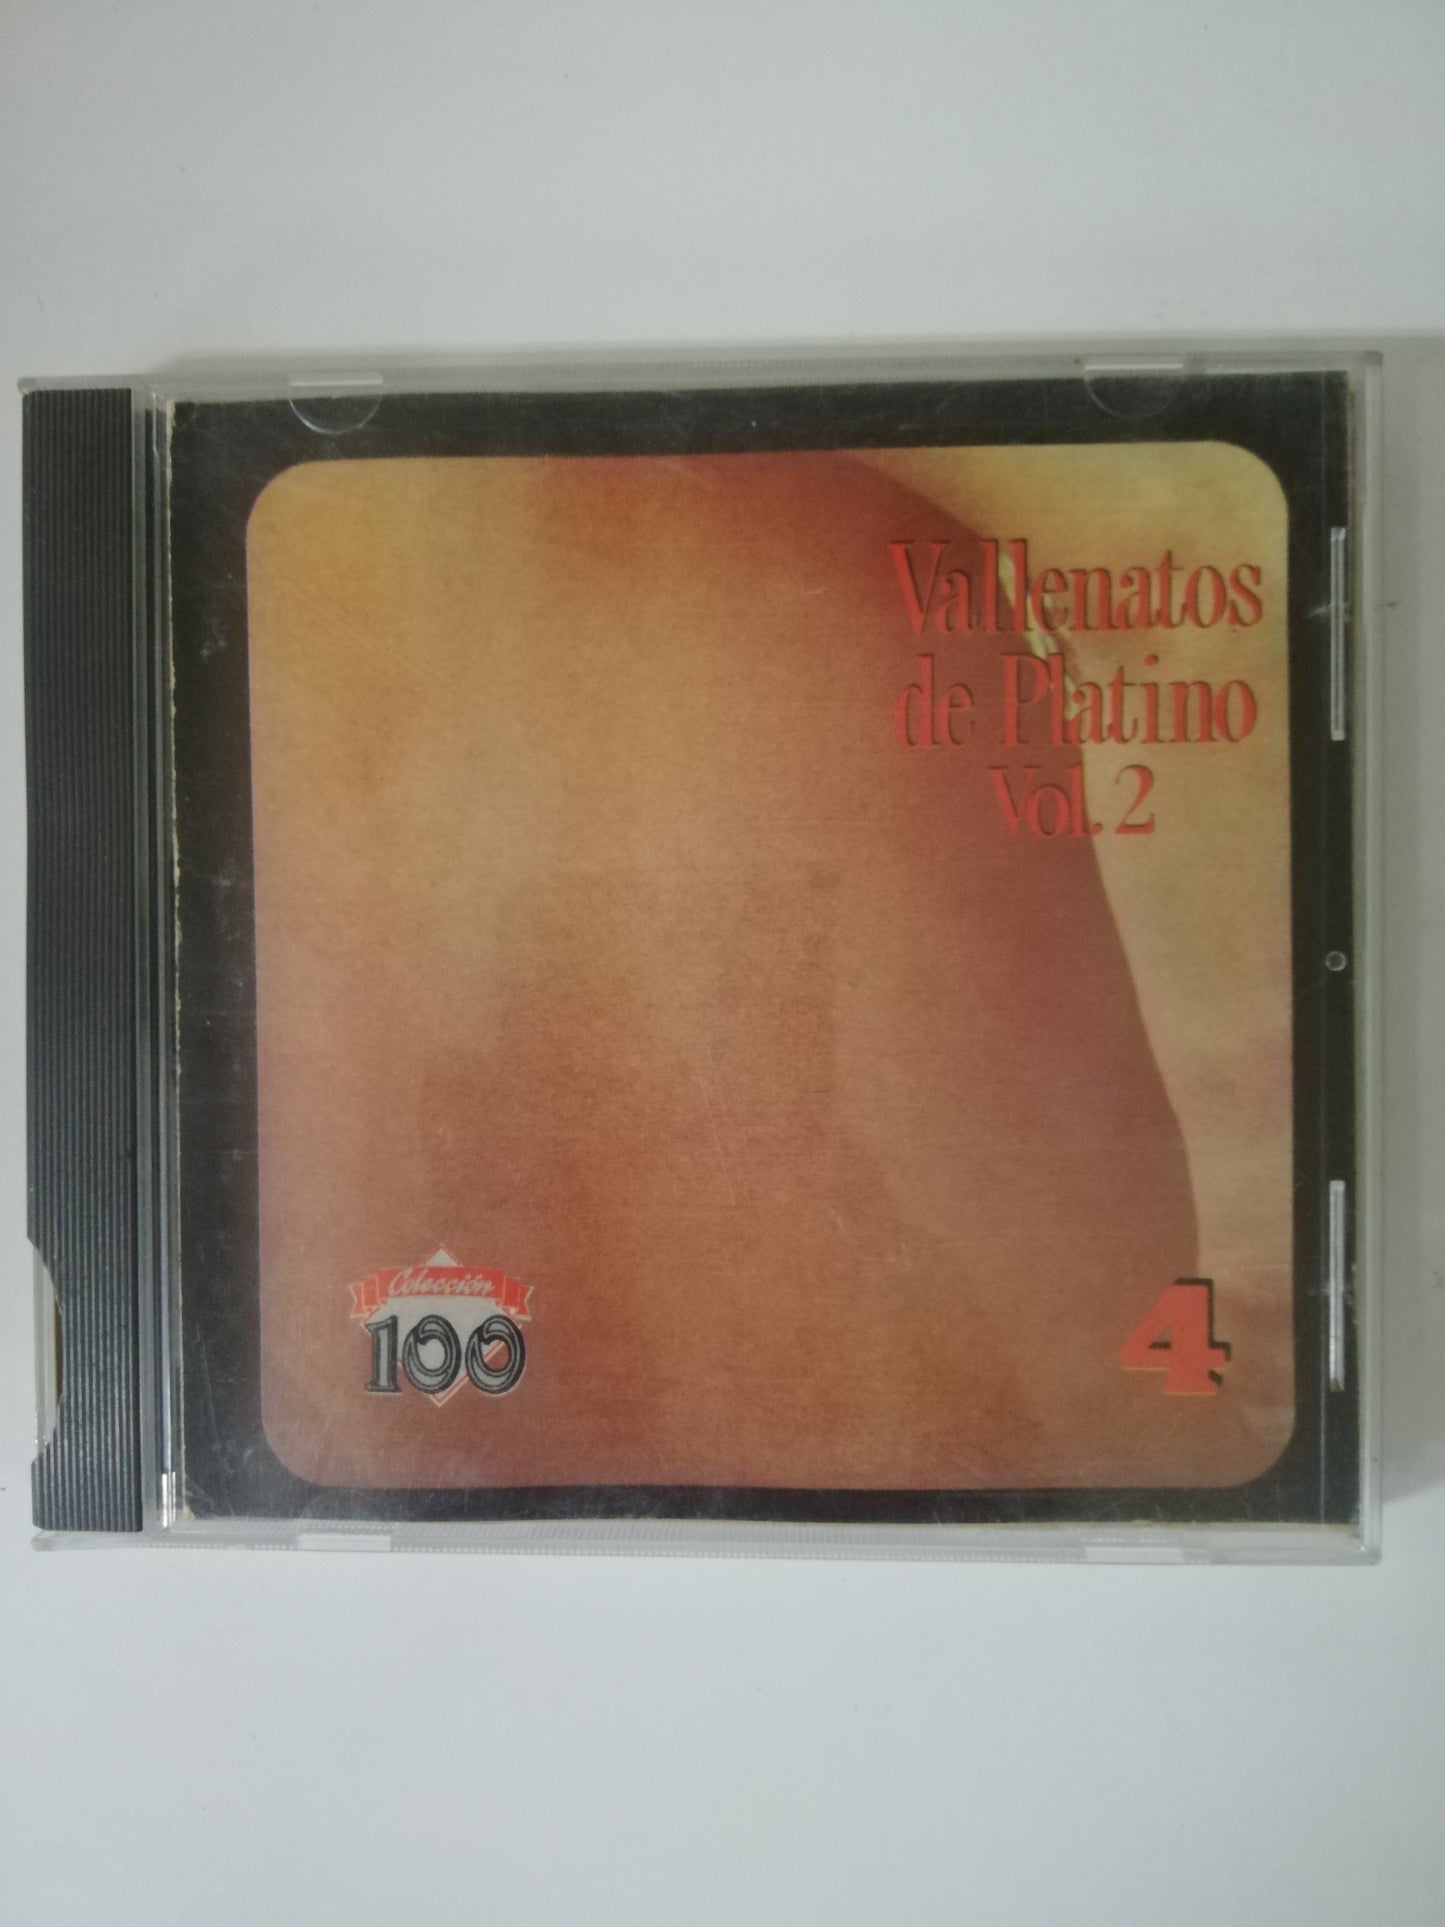 Vallenatos
de Platino
Vol. 2
Colección
100
4